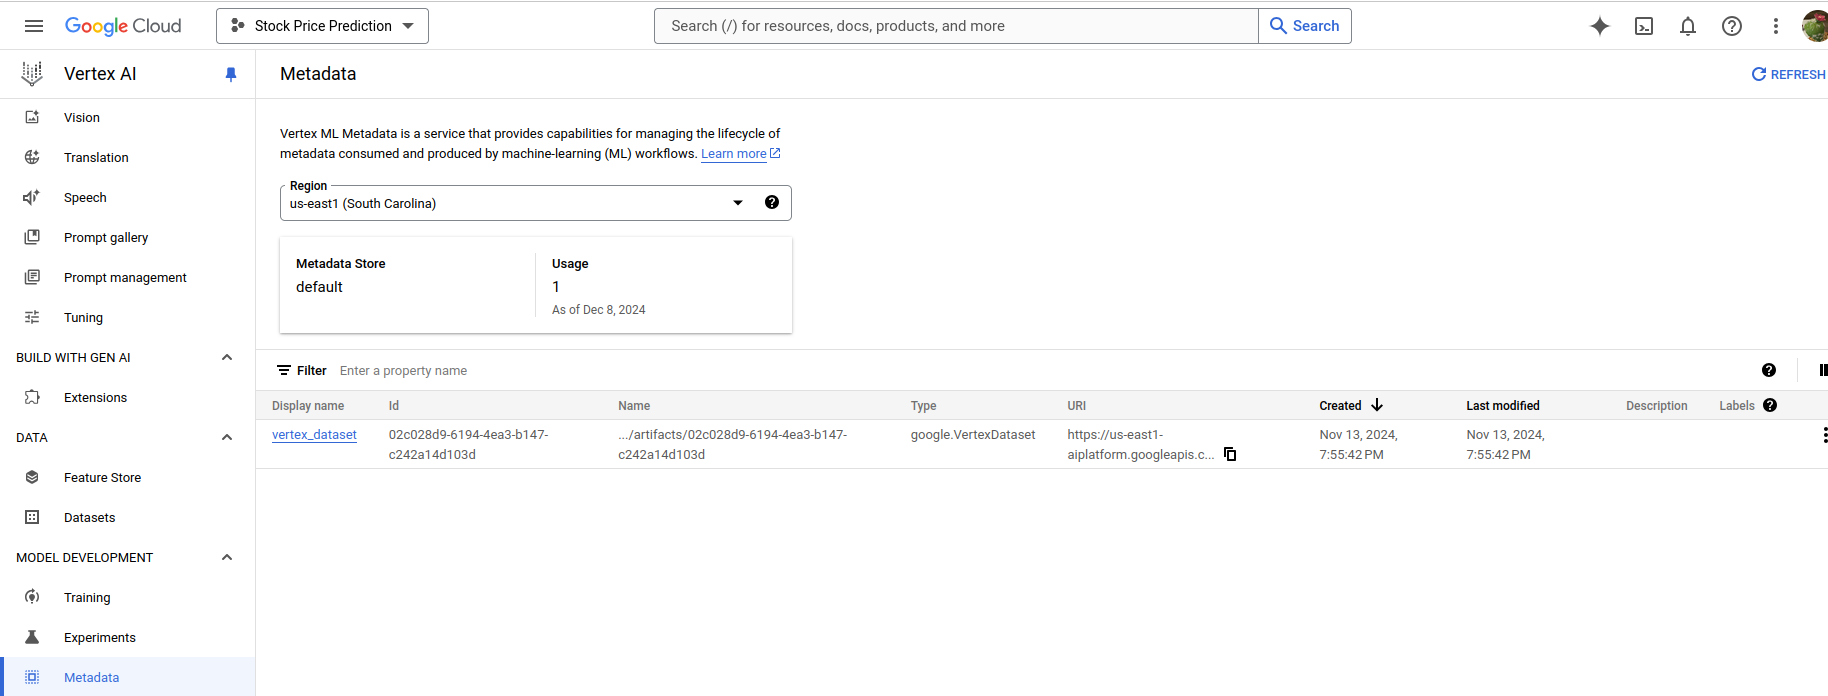 Google Cloud
Stock Price Prediction
Search (/) for resources, docs, products, and more
Search
Vertex AI
Metadata
REFRESH
Vision
Translation
Speech
Prompt gallery
Prompt management
Tuning
BUILD WITH GEN AI
Extensions
DATA
Feature Store
Datasets
MODEL DEVELOPMENT
Training
Experiments
Metadata
Vertex ML Metadata is a service that provides capabilities for managing the lifecycle of
metadata consumed and produced by machine-learning (ML) workflows. Learn more
Region
us-east1 (South Carolina)
Metadata Store
default
Usage
1
As of Dec 8, 2024
Filter Enter a property name
Display name Id Name Type URI Created Last modified Description Labels
vertex_dataset 02c028d9-6194-4ea3-b147- .../artifacts/02c028d9-6194-4ea3-b147- google.VertexDataset https://us-east1- Nov 13, 2024, Nov 13, 2024,
c242a14d103d c242a14d103d aiplatform.googleapis.c... 7:55:42 PM 7:55:42 PM